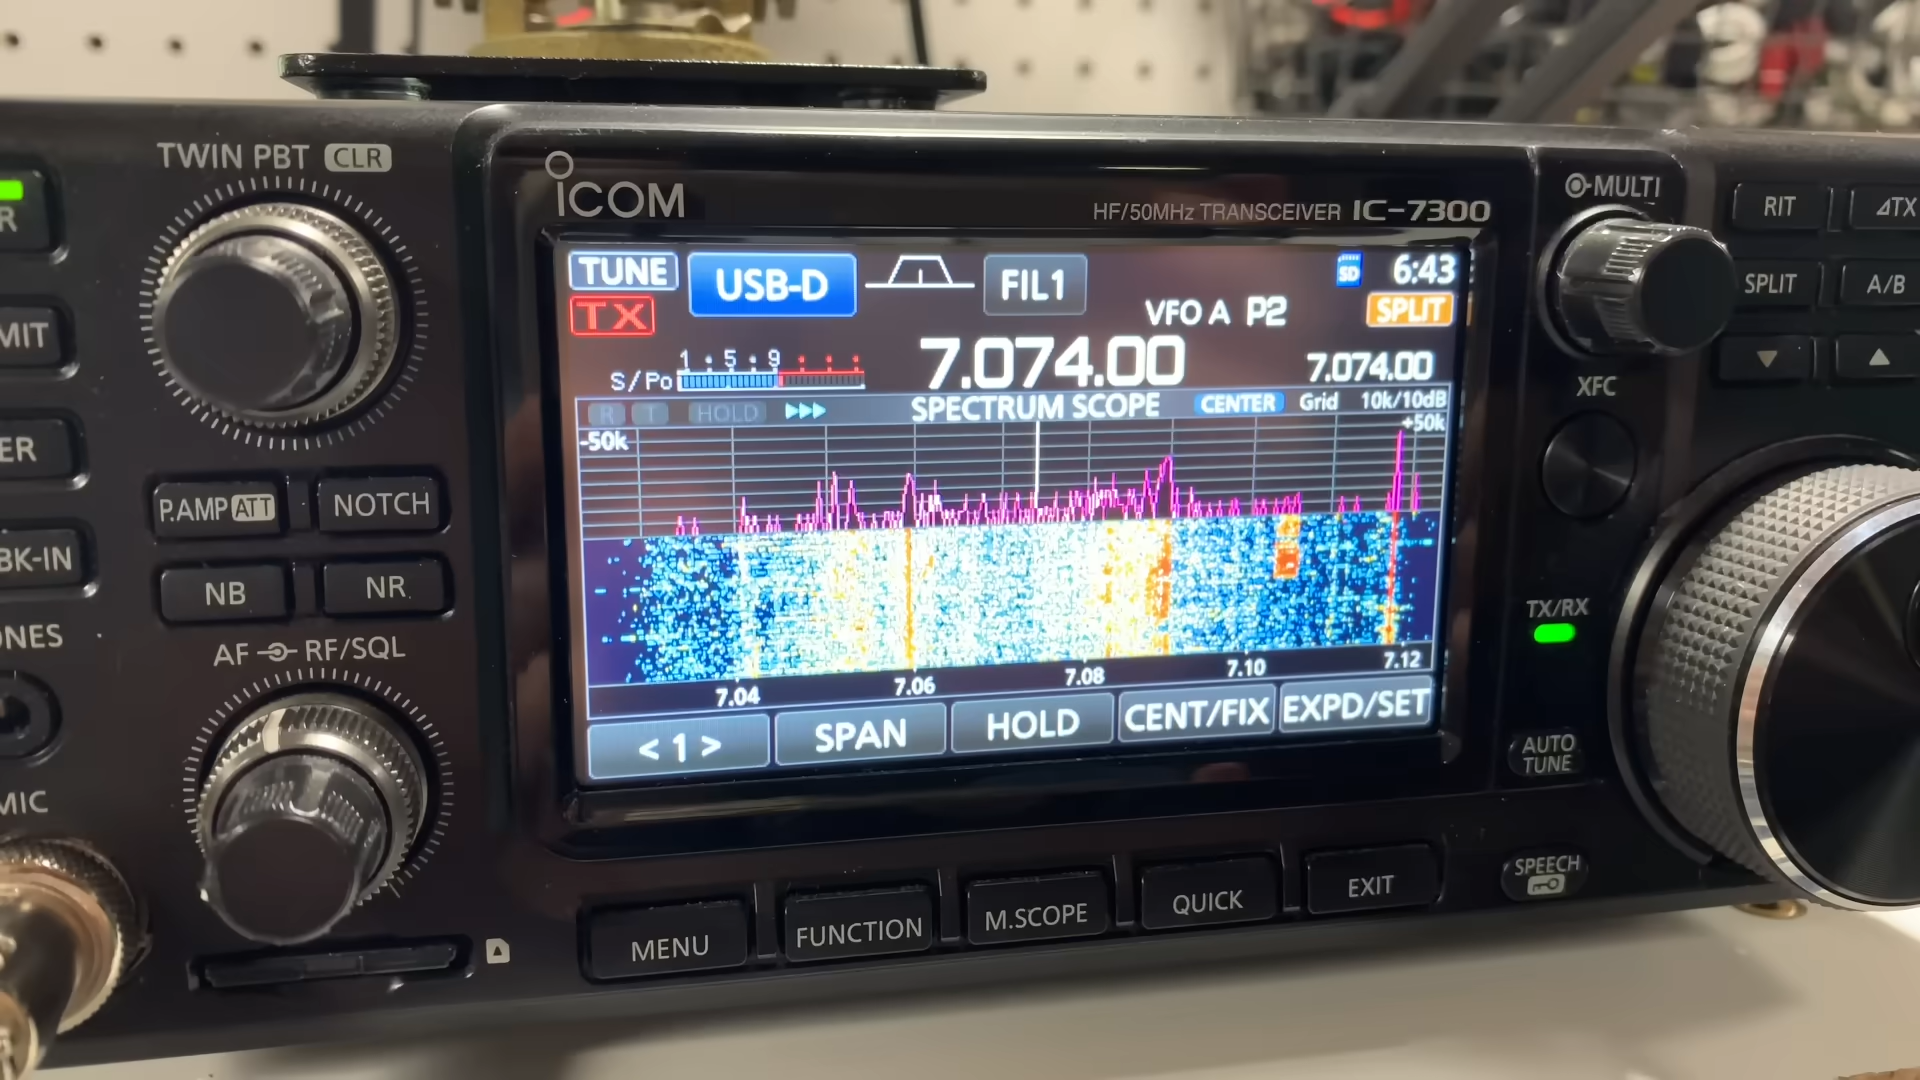 TWIN PBT CLR
R
MIT
ER
BK-IN
ONES
MIC
P.AMP ATT
NOTCH
NB
NR
AF RF/SQL
ICOM
HF/50MHz TRANSCEIVER IC-7300
TUNE
USB-D
FIL1
SD
6:43
TX
VFO A P2
SPLIT
1 • 5 • 9
S/Po
7.074.00
7.074.00
R T HOLD
SPECTRUM SCOPE
CENTER
Grid 10k/10dB
-50k
+50k
7.04
7.06
7.08
7.10
7.12
< 1 >
SPAN
HOLD
CENT/FIX
EXPD/SET
MENU
FUNCTION
M.SCOPE
QUICK
EXIT
MULTI
RIT
⊿TX
SPLIT
A/B
XFC
TX/RX
AUTO
TUNE
SPEECH